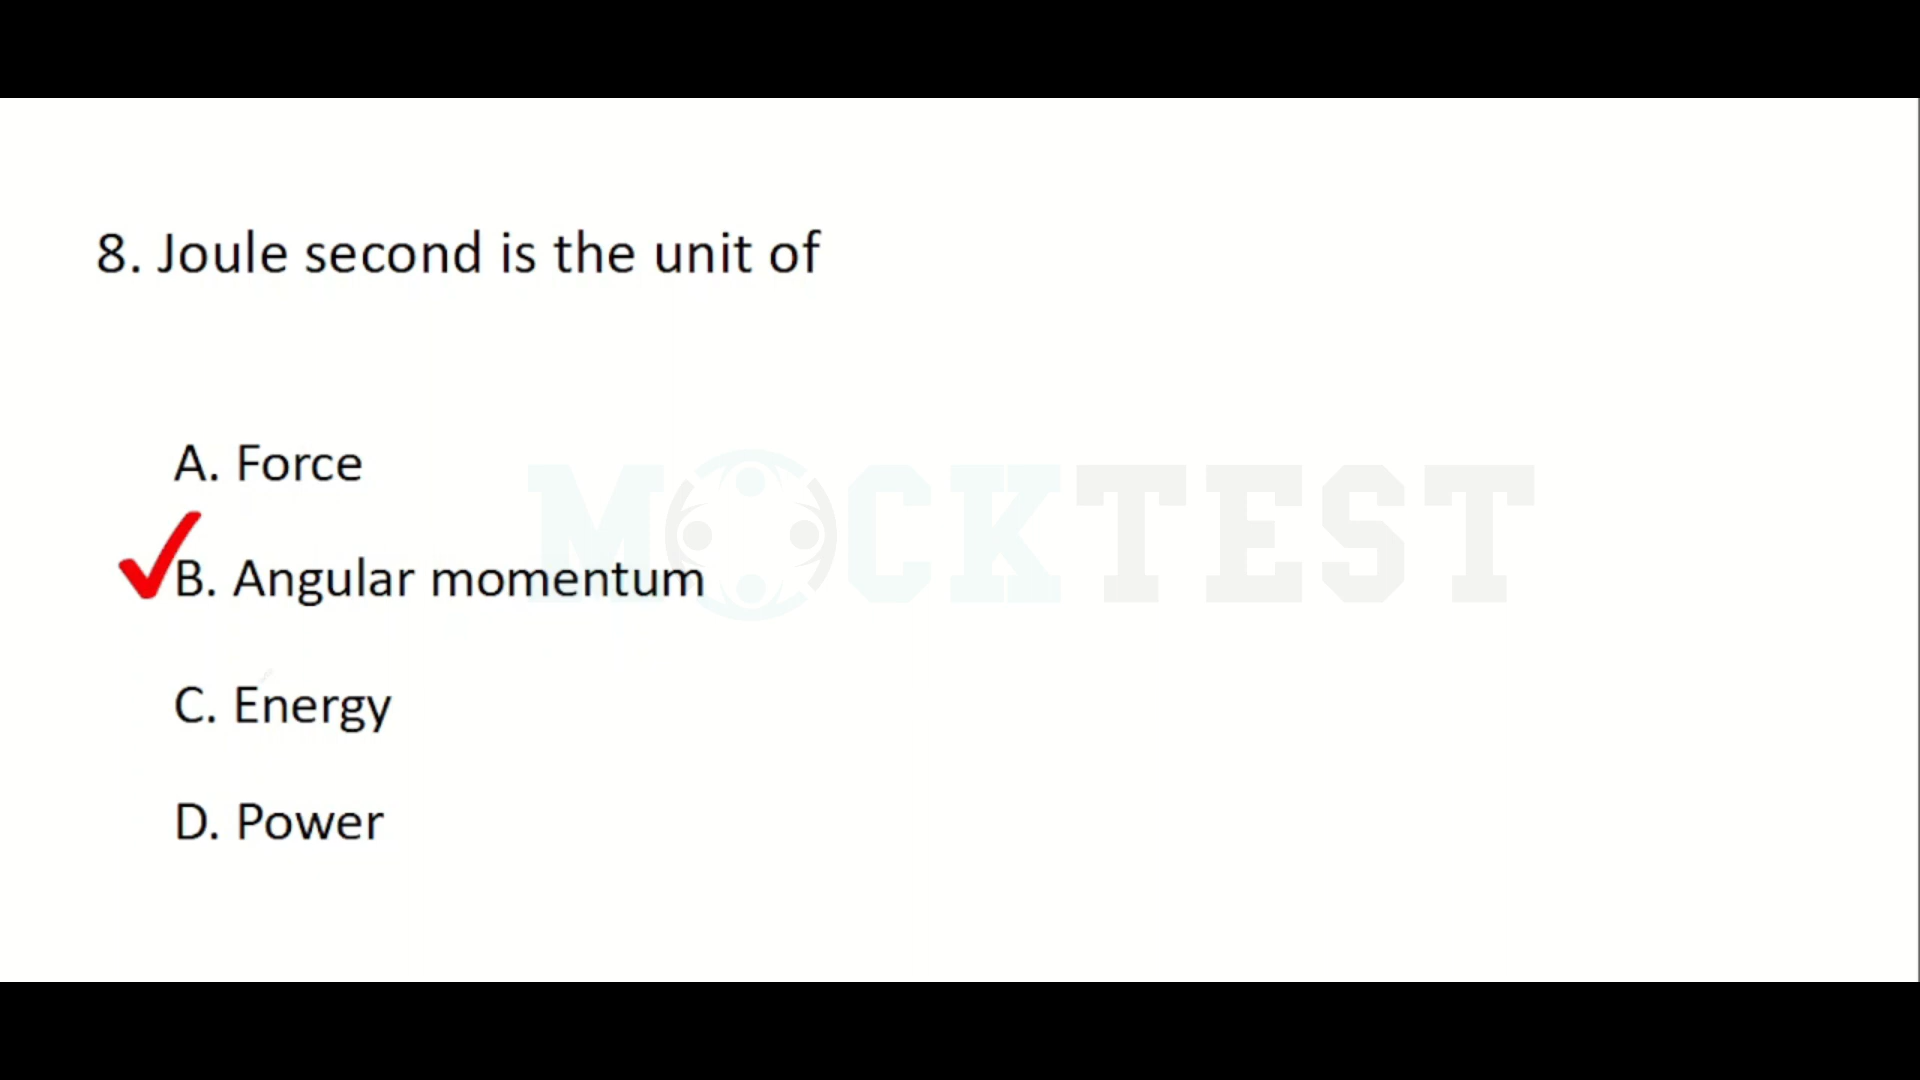 8. Joule second is the unit of
A. Force
MOCKTEST
B. Angular momentum
C. Energy
D. Power